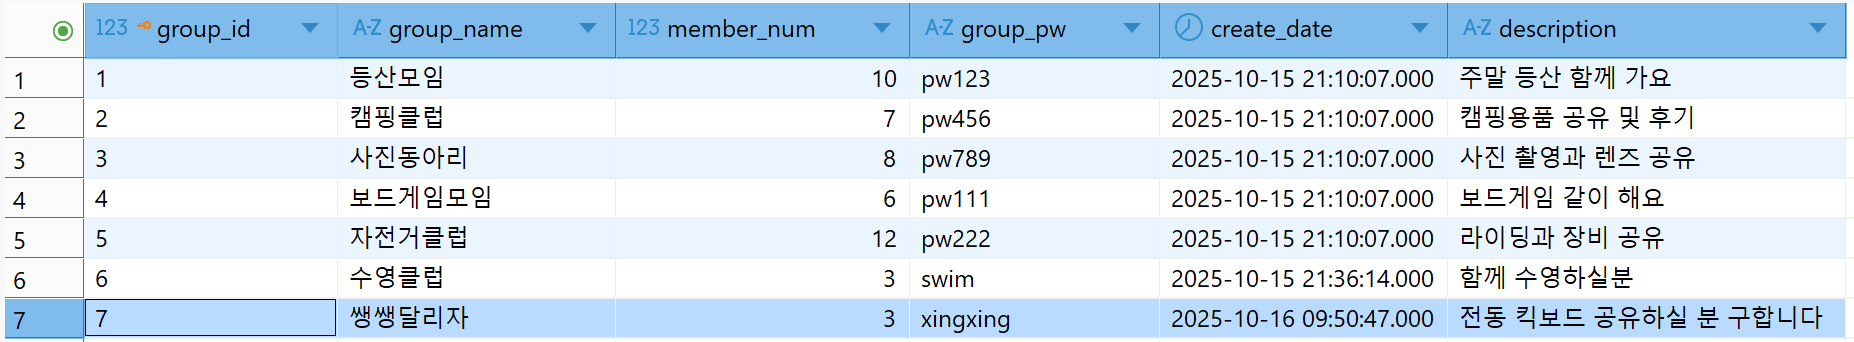 123 group_id A-Z group_name 123 member_num A-Z group_pw create_date A-Z description
1 1 등산모임 10 pw123 2025-10-15 21:10:07.000 주말 등산 함께 가요
2 2 캠핑클럽 7 pw456 2025-10-15 21:10:07.000 캠핑용품 공유 및 후기
3 3 사진동아리 8 pw789 2025-10-15 21:10:07.000 사진 촬영과 렌즈 공유
4 4 보드게임모임 6 pw111 2025-10-15 21:10:07.000 보드게임 같이 해요
5 5 자전거클럽 12 pw222 2025-10-15 21:10:07.000 라이딩과 장비 공유
6 6 수영클럽 3 swim 2025-10-15 21:36:14.000 함께 수영하실분
7 7 쌩쌩달리자 3 xingxing 2025-10-16 09:50:47.000 전동 킥보드 공유하실 분 구합니다